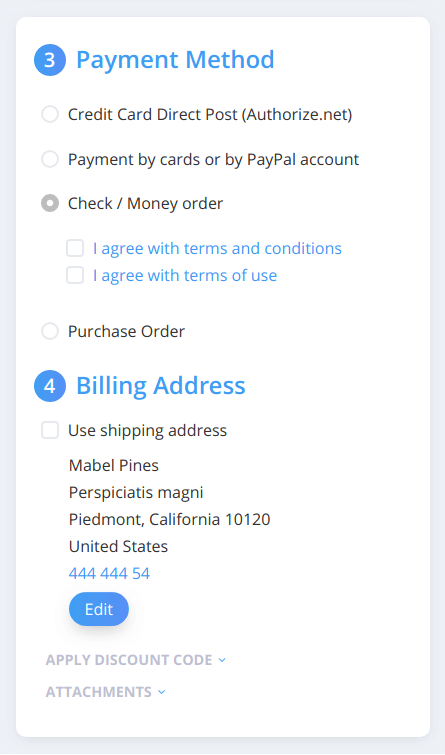 3 Payment Method
Credit Card Direct Post (Authorize.net)
Payment by cards or by PayPal account
Check / Money order
I agree with terms and conditions
I agree with terms of use
Purchase Order
4 Billing Address
Use shipping address
Mabel Pines
Perspiciatis magni
Piedmont, California 10120
United States
444 444 54
Edit
APPLY DISCOUNT CODE
ATTACHMENTS